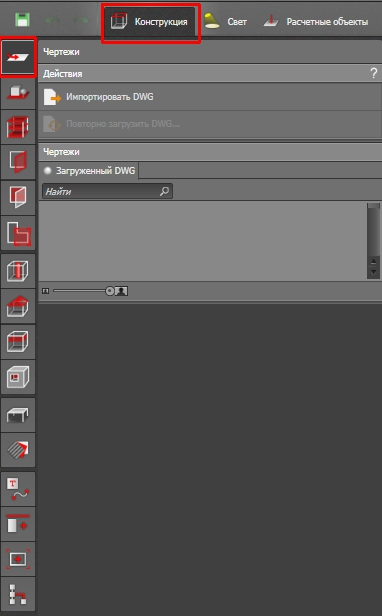 Конструкция Свет Расчетные объекты
Чертежи
Действия ?
Импортировать DWG
Повторно загрузить DWG...
Чертежи
Загруженный DWG
Найти
T